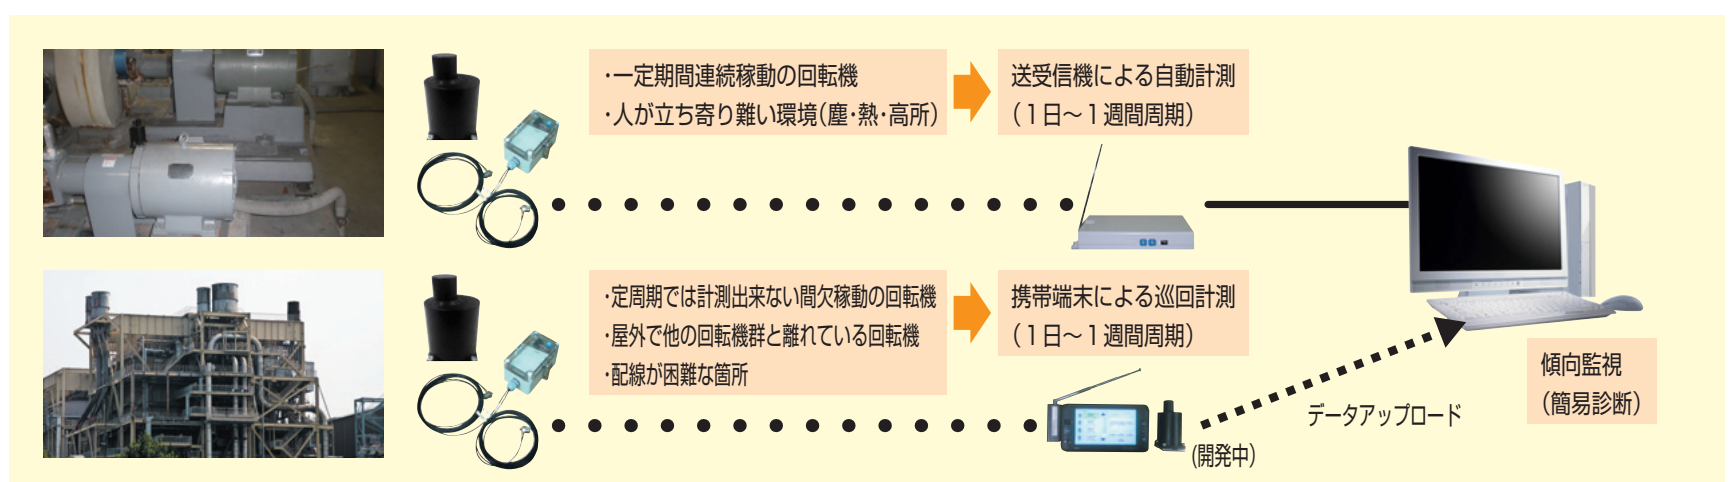 ・一定期間連続稼動の回転機
・人が立ち寄り難い環境（塵・熱・高所）
送受信機による自動計測
（１日～１週間周期）
・定周期では計測出来ない間欠稼動の回転機
・屋外で他の回転機群と離れている回転機
・配線が困難な箇所
携帯端末による巡回計測
（１日～１週間周期）
データアップロード
(開発中)
傾向監視
（簡易診断）